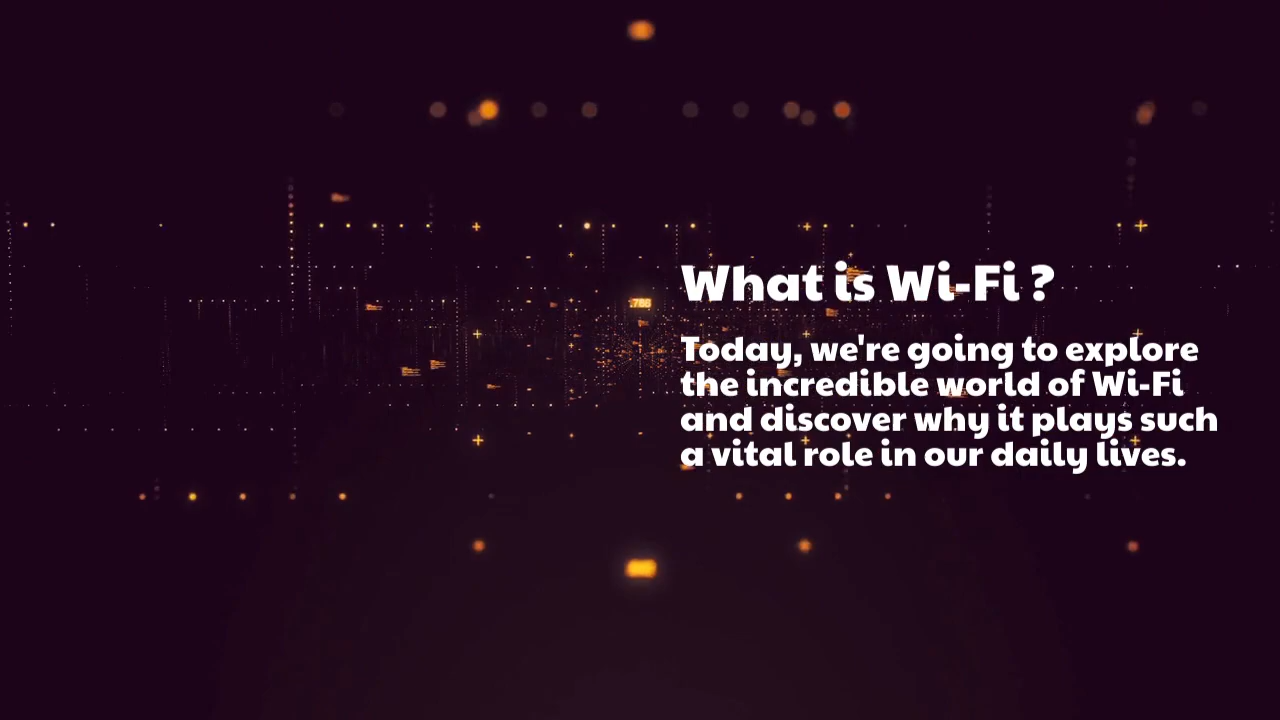 What is Wi-Fi ?
Today, we're going to explore
the incredible world of Wi-Fi
and discover why it plays such
a vital role in our daily lives.